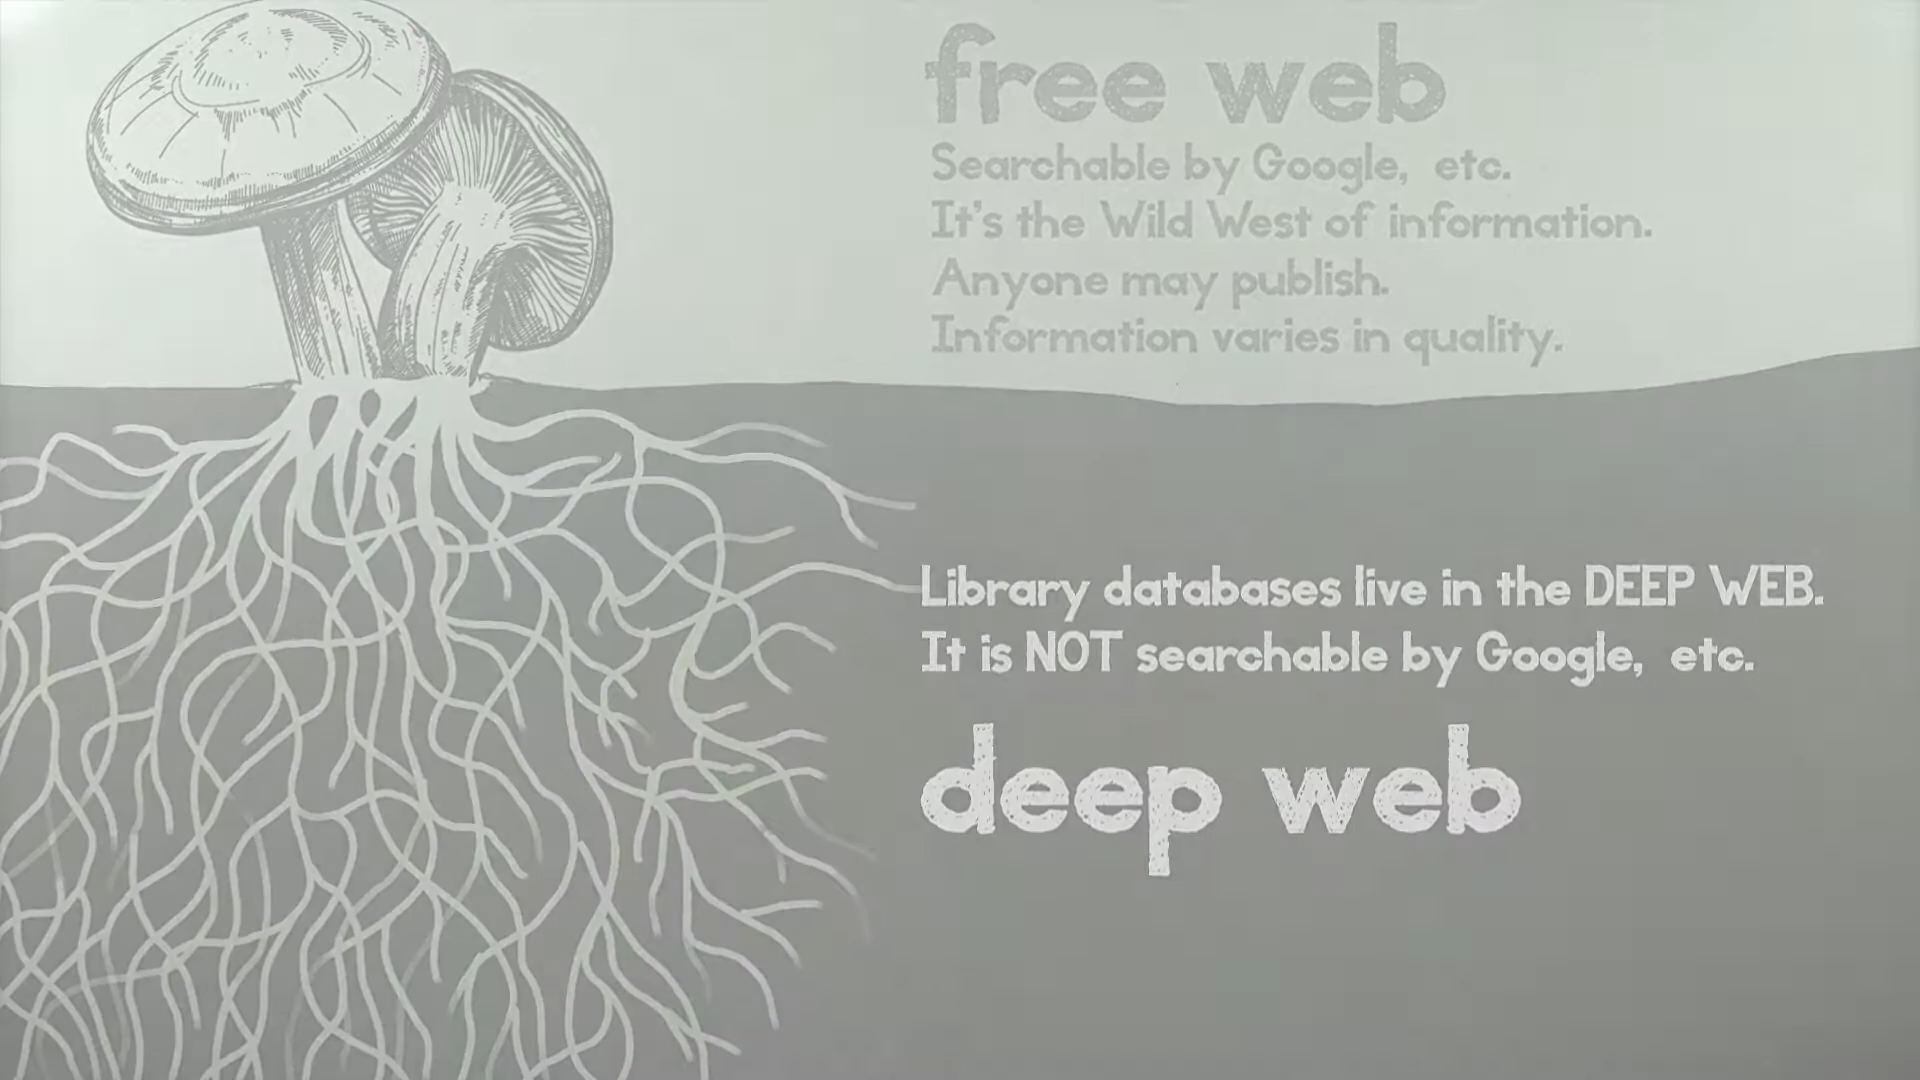 free web
Searchable by Google, etc.
It's the Wild West of information.
Anyone may publish.
Information varies in quality.
Library databases live in the DEEP WEB.
It is NOT searchable by Google, etc.
deep web